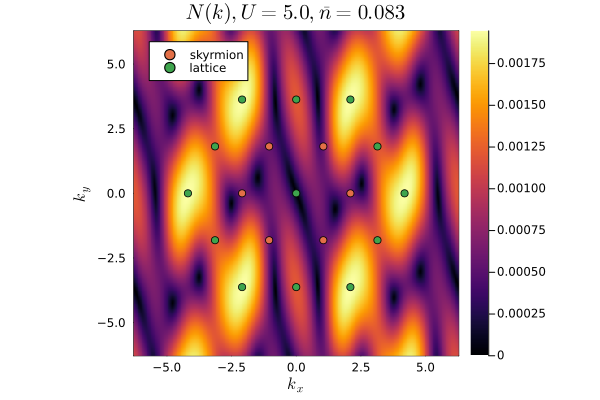 N(k), U = 5.0, n̄ = 0.083
skyrmion
lattice
5.0
2.5
0.0
−2.5
−5.0
k_y
−5.0 −2.5 0.0 2.5 5.0
k_x
0.00175
0.00150
0.00125
0.00100
0.00075
0.00050
0.00025
0